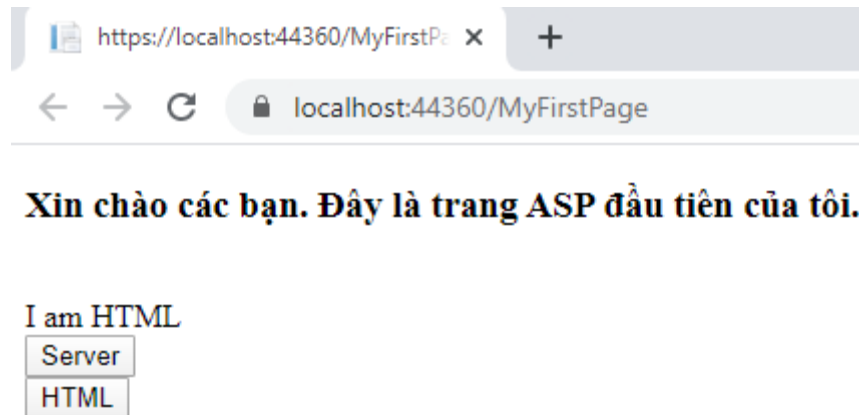 https://localhost:44360/MyFirstPa
localhost:44360/MyFirstPage
Xin chào các bạn. Đây là trang ASP đầu tiên của tôi.
I am HTML
Server
HTML